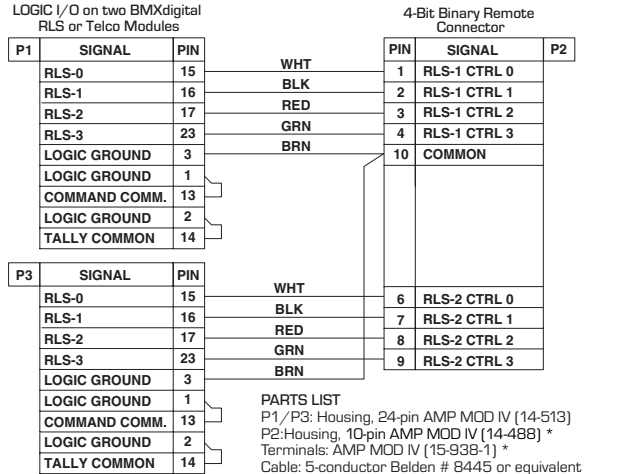 LOGIC I/O on two BMXdigital
RLS or Telco Modules
4-Bit Binary Remote
Connector
P1 SIGNAL PIN
PIN SIGNAL P2
RLS-0 15 WHT 1 RLS-1 CTRL 0
RLS-1 16 BLK 2 RLS-1 CTRL 1
RLS-2 17 RED 3 RLS-1 CTRL 2
RLS-3 23 GRN 4 RLS-1 CTRL 3
LOGIC GROUND 3 BRN 10 COMMON
LOGIC GROUND 1
COMMAND COMM. 13
LOGIC GROUND 2
TALLY COMMON 14
P3 SIGNAL PIN
RLS-0 15 WHT 6 RLS-2 CTRL 0
RLS-1 16 BLK 7 RLS-2 CTRL 1
RLS-2 17 RED 8 RLS-2 CTRL 2
RLS-3 23 GRN 9 RLS-2 CTRL 3
LOGIC GROUND 3 BRN
LOGIC GROUND 1
COMMAND COMM. 13
LOGIC GROUND 2
TALLY COMMON 14
PARTS LIST
P1/P3: Housing, 24-pin AMP MOD IV (14-513)
P2:Housing, 10-pin AMP MOD IV (14-488) *
Terminals: AMP MOD IV (15-938-1) *
Cable: 5-conductor Belden # 8445 or equivalent